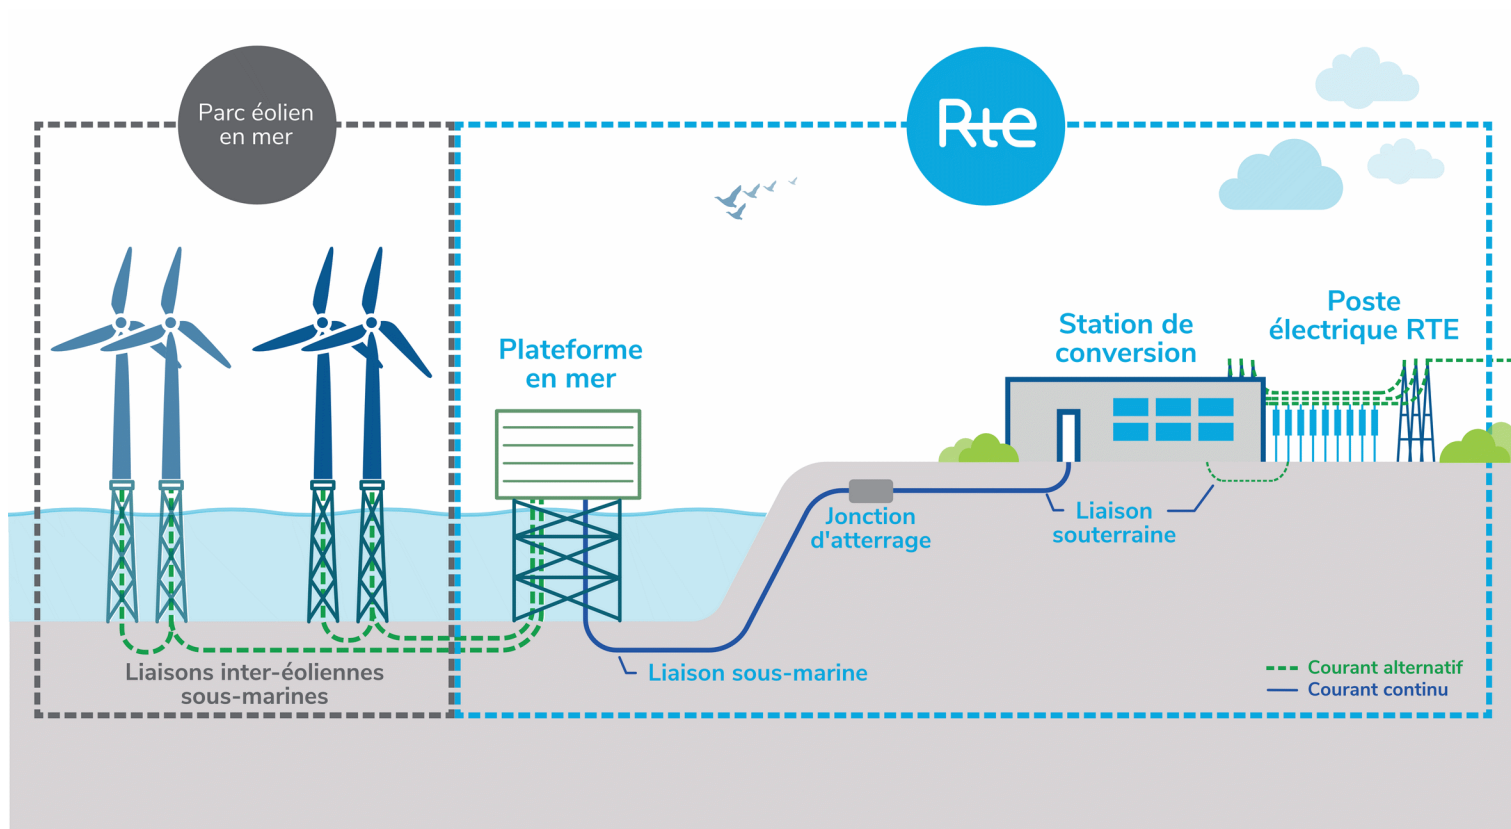 Parc éolien
en mer
Rte
Plateforme
en mer
Station de
conversion
Poste
électrique RTE
Jonction
d'atterrage
Liaison
souterraine
Liaisons inter-éoliennes
sous-marines
Liaison sous-marine
Courant alternatif
Courant continu